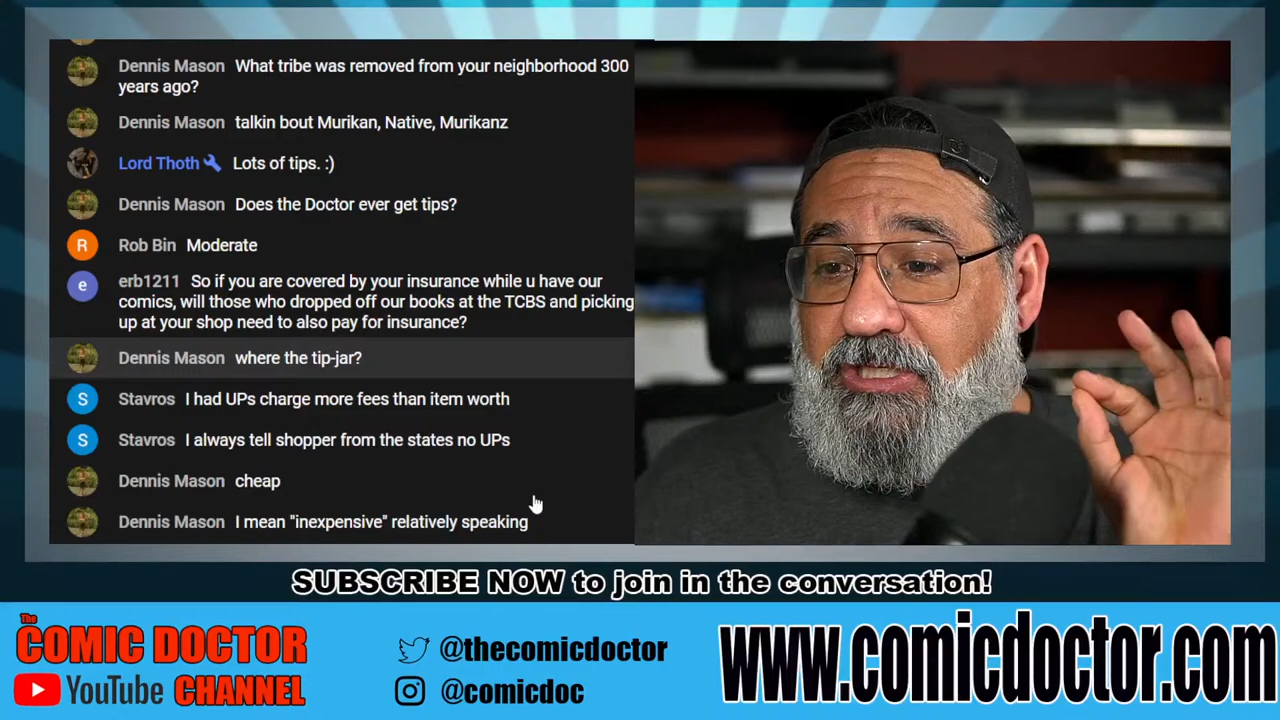 Dennis Mason What tribe was removed from your neighborhood 300
years ago?
Dennis Mason talkin bout Murikan, Native, Murikanz
Lord Thoth Lots of tips. :)
Dennis Mason Does the Doctor ever get tips?
R Rob Bin Moderate
e erb1211 So if you are covered by your insurance while u have our
comics, will those who dropped off our books at the TCBS and picking
up at your shop need to also pay for insurance?
Dennis Mason where the tip-jar?
S Stavros I had UPs charge more fees than item worth
S Stavros I always tell shopper from the states no UPs
Dennis Mason cheap
Dennis Mason I mean "inexpensive" relatively speaking
SUBSCRIBE NOW to join in the conversation!
The
COMIC DOCTOR
YouTube CHANNEL
@thecomicdoctor
@comicdoc
www.comicdoctor.com